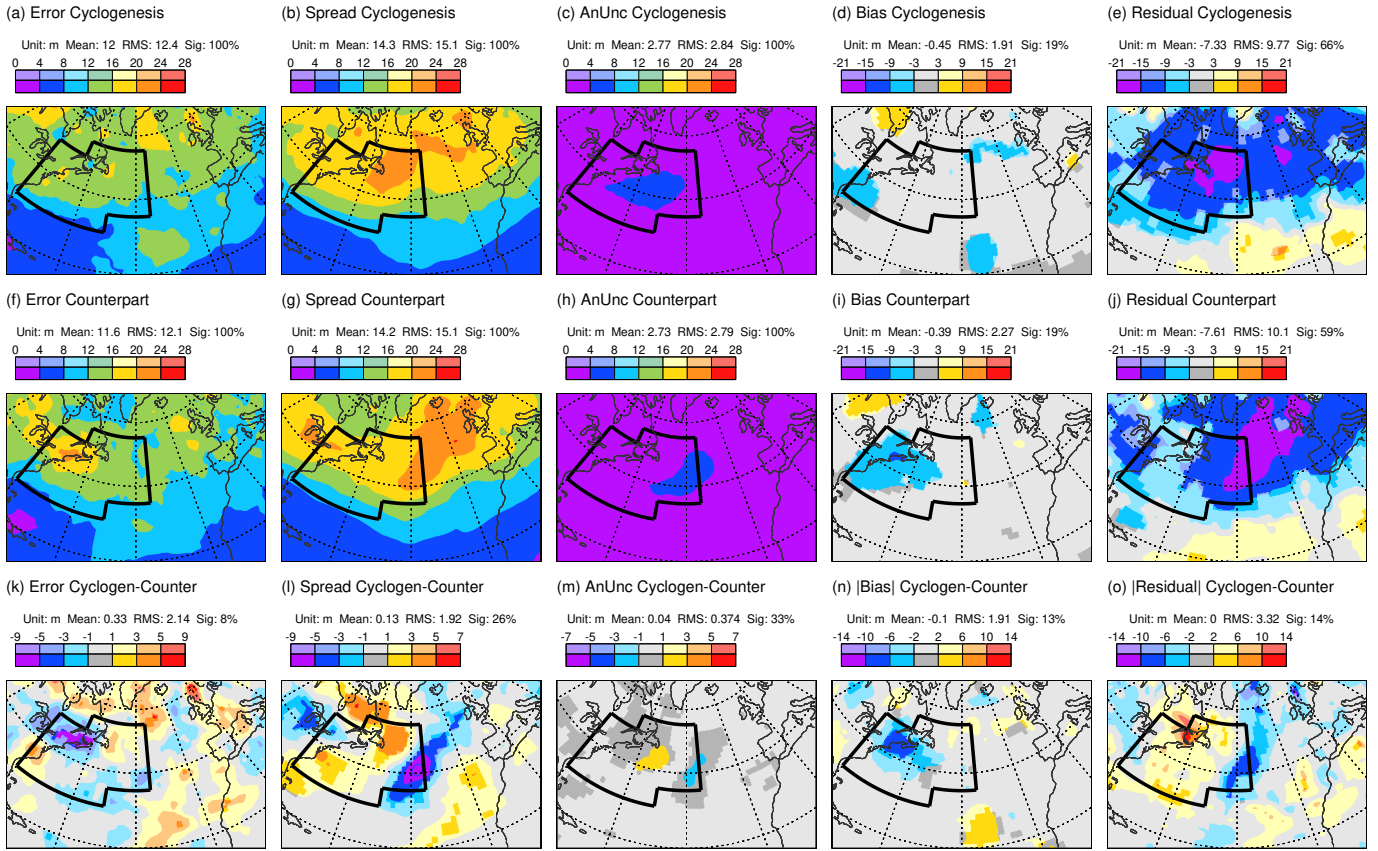 (a) Error Cyclogenesis
Unit: m Mean: 12 RMS: 12.4 Sig: 100%
0 4 8 12 16 20 24 28
(b) Spread Cyclogenesis
Unit: m Mean: 14.3 RMS: 15.1 Sig: 100%
0 4 8 12 16 20 24 28
(c) AnUnc Cyclogenesis
Unit: m Mean: 2.77 RMS: 2.84 Sig: 100%
0 4 8 12 16 20 24 28
(d) Bias Cyclogenesis
Unit: m Mean: -0.45 RMS: 1.91 Sig: 19%
-21 -15 -9 -3 3 9 15 21
(e) Residual Cyclogenesis
Unit: m Mean: -7.33 RMS: 9.77 Sig: 66%
-21 -15 -9 -3 3 9 15 21
(f) Error Counterpart
Unit: m Mean: 11.6 RMS: 12.1 Sig: 100%
0 4 8 12 16 20 24 28
(g) Spread Counterpart
Unit: m Mean: 14.2 RMS: 15.1 Sig: 100%
0 4 8 12 16 20 24 28
(h) AnUnc Counterpart
Unit: m Mean: 2.73 RMS: 2.79 Sig: 100%
0 4 8 12 16 20 24 28
(i) Bias Counterpart
Unit: m Mean: -0.39 RMS: 2.27 Sig: 19%
-21 -15 -9 -3 3 9 15 21
(j) Residual Counterpart
Unit: m Mean: -7.61 RMS: 10.1 Sig: 59%
-21 -15 -9 -3 3 9 15 21
(k) Error Cyclogen-Counter
Unit: m Mean: 0.33 RMS: 2.14 Sig: 8%
-9 -5 -3 -1 1 3 5 9
(l) Spread Cyclogen-Counter
Unit: m Mean: 0.13 RMS: 1.92 Sig: 26%
-9 -5 -3 -1 1 3 5 7
(m) AnUnc Cyclogen-Counter
Unit: m Mean: 0.04 RMS: 0.374 Sig: 33%
-7 -5 -3 -1 1 3 5 7
(n) |Bias| Cyclogen-Counter
Unit: m Mean: -0.1 RMS: 1.91 Sig: 13%
-14 -10 -6 -2 2 6 10 14
(o) |Residual| Cyclogen-Counter
Unit: m Mean: 0 RMS: 3.32 Sig: 14%
-14 -10 -6 -2 2 6 10 14